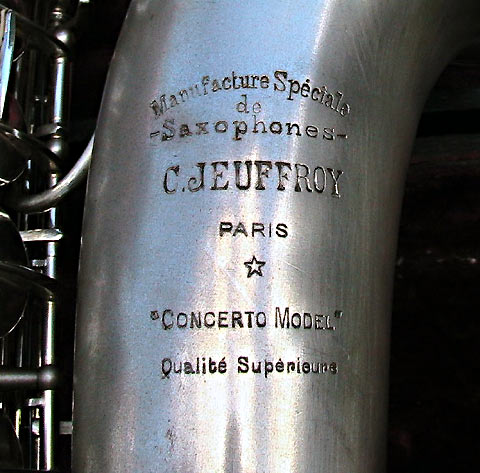 Manufacture Spéciale
de
-Saxophones-
C. JEUFFROY
PARIS
"CONCERTO MODEL"
Qualité Supérieure